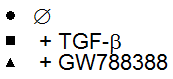 ● ∅
■ + TGF-β
▲ + GW788388